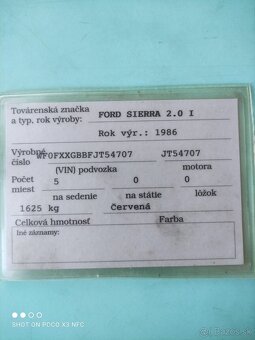 Továrenská značka
a typ, rok výroby: FORD SIERRA 2.0 I
Rok výr.: 1986
Výrobné WF0FXXGBBFJT54707 JT54707
číslo (VIN) podvozka motora
Počet 5 0 0
miest na sedenie na státie lôžok
1625 kg Červená
Celková hmotnosť Farba
Iné záznamy:
MI
SHOT ON POCO X3 NFC